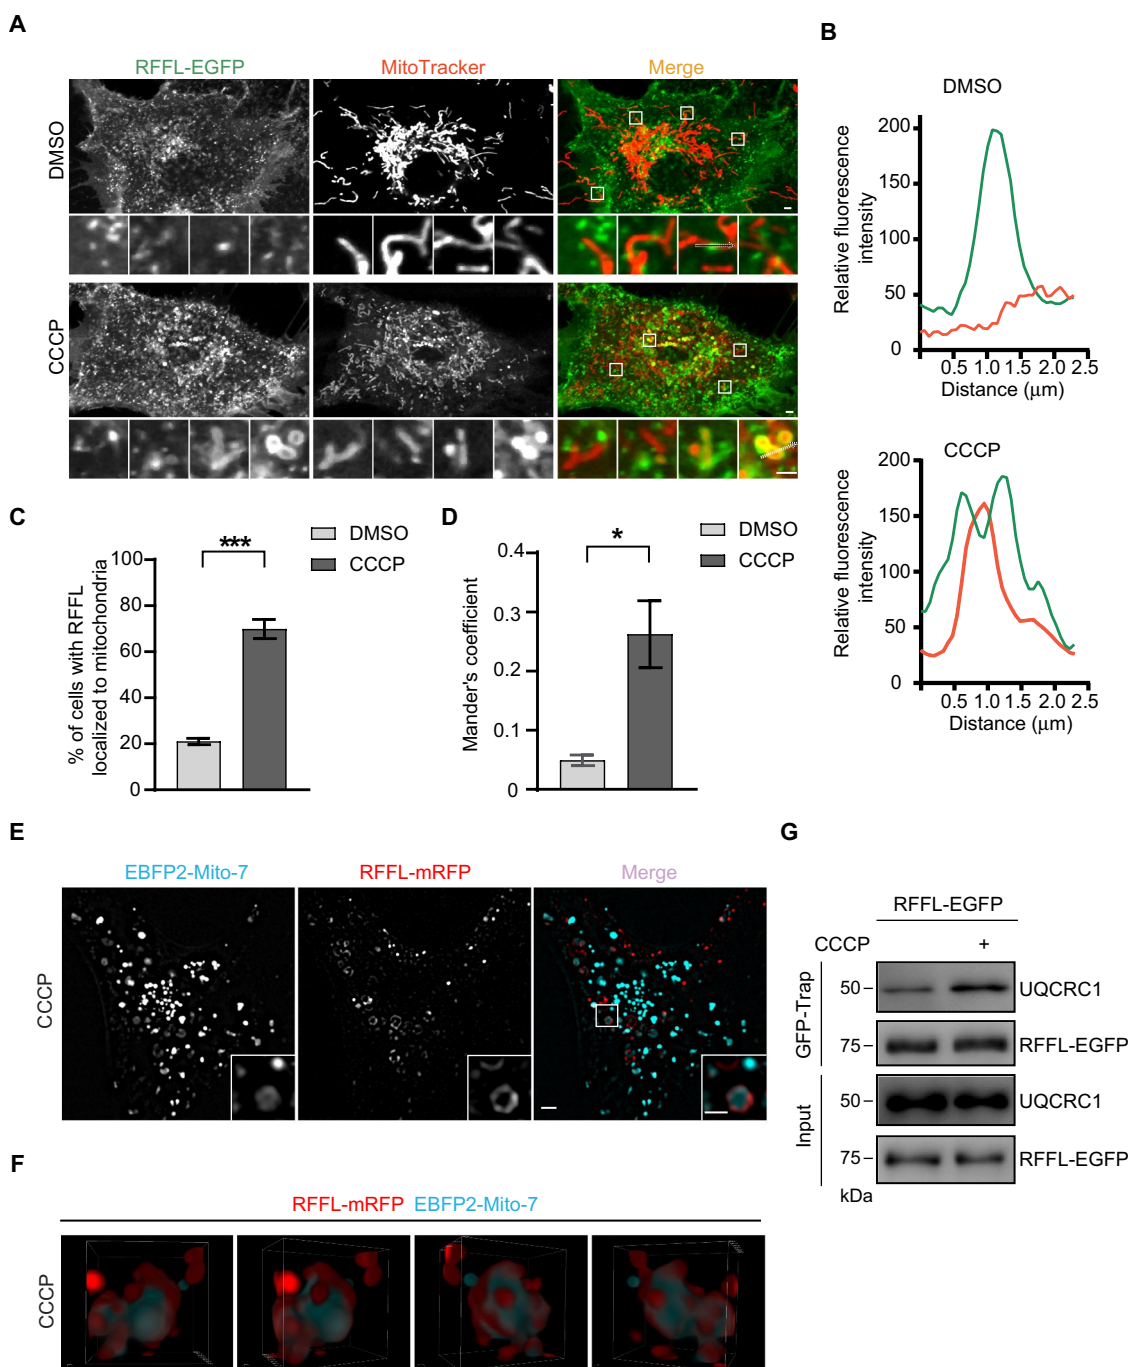 A
RFFL-EGFP
MitoTracker
Merge
DMSO
CCCP
B
DMSO
Relative fluorescence
intensity
200
150
100
50
0
0.5
1.0
1.5
2.0
2.5
Distance (μm)
CCCP
Relative fluorescence
intensity
200
150
100
50
0
0.5
1.0
1.5
2.0
2.5
Distance (μm)
C
DMSO
CCCP
***
% of cells with RFFL
localized to mitochondria
100
80
60
40
20
0
D
DMSO
CCCP
*
Mander's coefficient
0.4
0.3
0.2
0.1
0
E
EBFP2-Mito-7
RFFL-mRFP
Merge
CCCP
F
RFFL-mRFP EBFP2-Mito-7
CCCP
G
RFFL-EGFP
CCCP +
GFP-Trap
50
UQCRC1
75
RFFL-EGFP
Input
50
UQCRC1
75
RFFL-EGFP
kDa